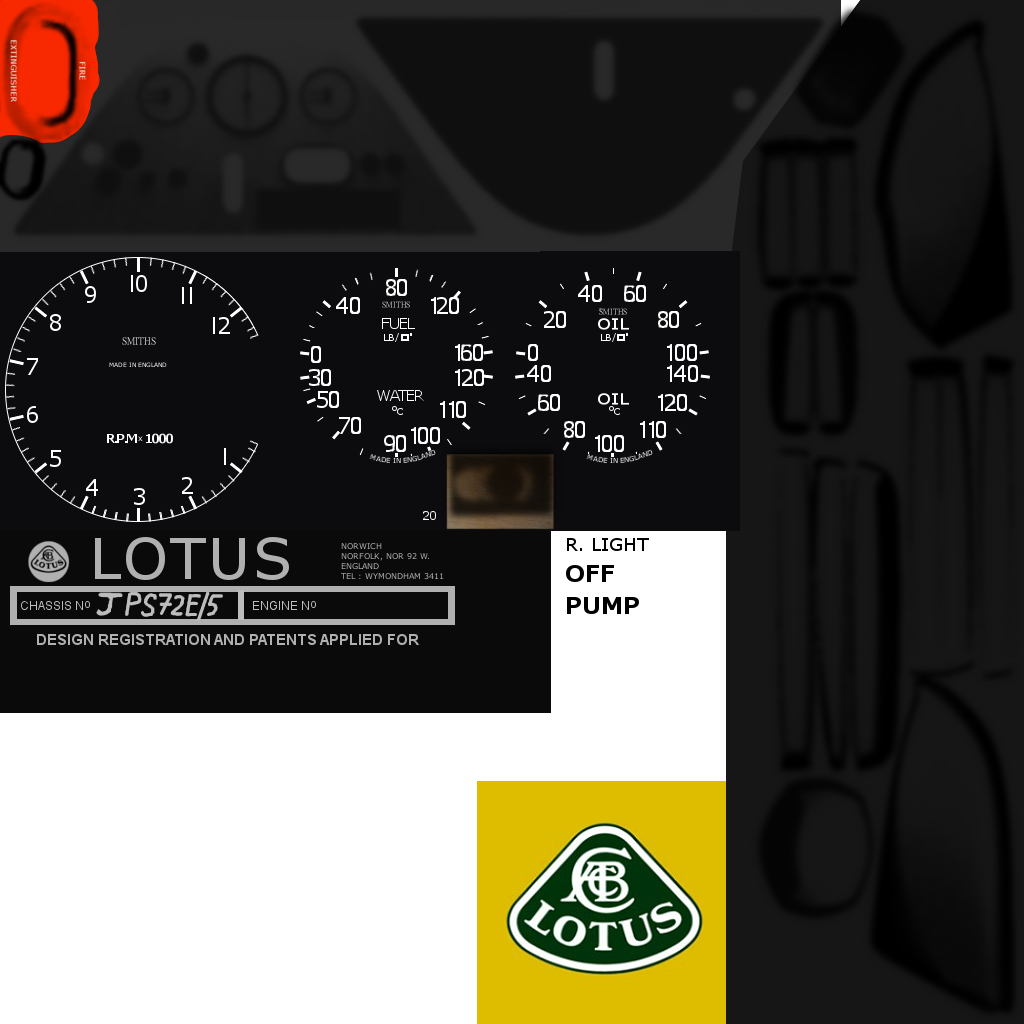 EXTINGUISHER
FIRE
10
9
11
8
12
SMITHS
7
MADE IN ENGLAND
6
R.P.M× 1000
5
1
4
2
3
80
40
120
SMITHS
FUEL
LB/□"
0
160
30
120
50
WATER
°C
110
70
100
90
MADE IN ENGLAND
40
60
20
SMITHS
80
OIL
LB/□"
0
100
40
140
60
OIL
120
°C
80
110
100
MADE IN ENGLAND
20
LOTUS
LOTUS
NORWICH
NORFOLK, NOR 92 W.
ENGLAND
TEL : WYMONDHAM 3411
CHASSIS Nº JPS72E/5 ENGINE Nº
DESIGN REGISTRATION AND PATENTS APPLIED FOR
R. LIGHT
OFF
PUMP
ACBC
LOTUS